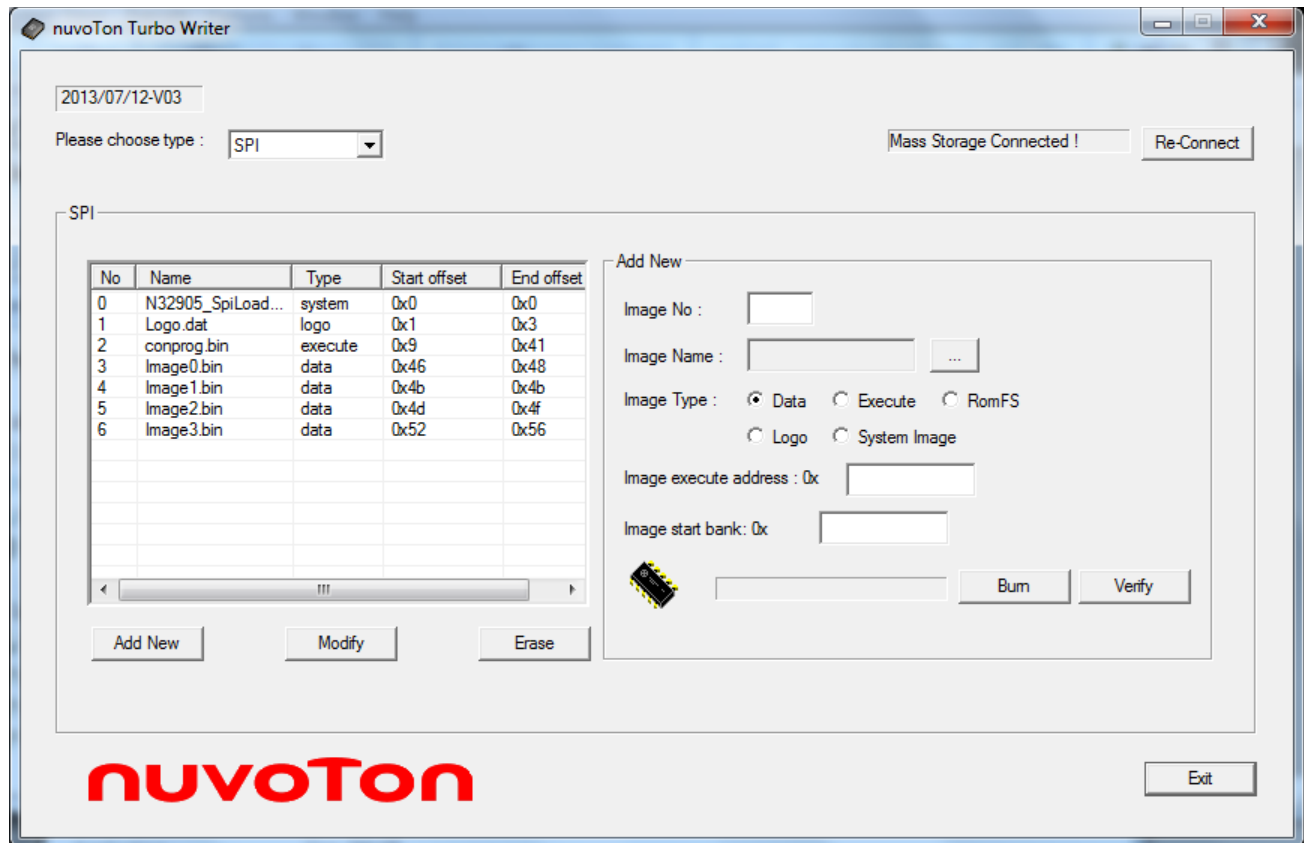 nuvoTon Turbo Writer
2013/07/12-V03
Please choose type : SPI
Mass Storage Connected !
Re-Connect
SPI
No Name Type Start offset End offset
0 N32905_SpiLoad... system 0x0 0x0
1 Logo.dat logo 0x1 0x3
2 conprog.bin execute 0x9 0x41
3 Image0.bin data 0x46 0x48
4 Image1.bin data 0x4b 0x4b
5 Image2.bin data 0x4d 0x4f
6 Image3.bin data 0x52 0x56
Add New Modify Erase
Add New
Image No :
Image Name : ...
Image Type : Data Execute RomFS
Logo System Image
Image execute address : 0x
Image start bank: 0x
Burn Verify
nuvoTon
Exit